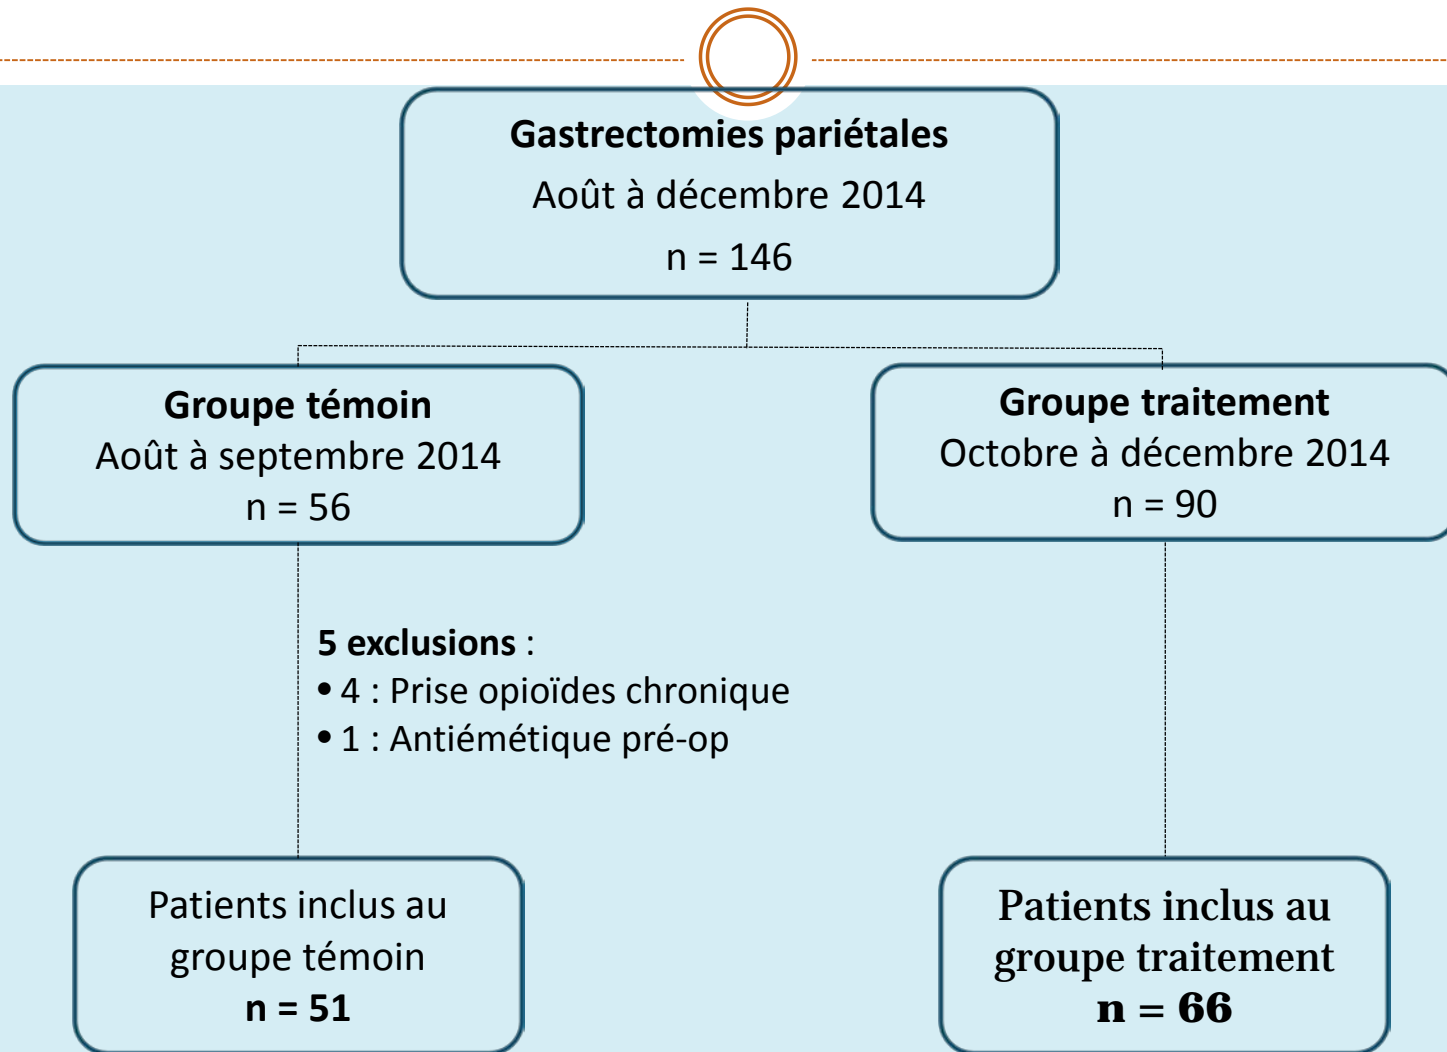 Gastrectomies pariétales
Août à décembre 2014
n = 146
Groupe témoin
Août à septembre 2014
n = 56
Groupe traitement
Octobre à décembre 2014
n = 90
5 exclusions :
• 4 : Prise opioïdes chronique
• 1 : Antiémétique pré-op
Patients inclus au
groupe témoin
n = 51
Patients inclus au
groupe traitement
n = 66